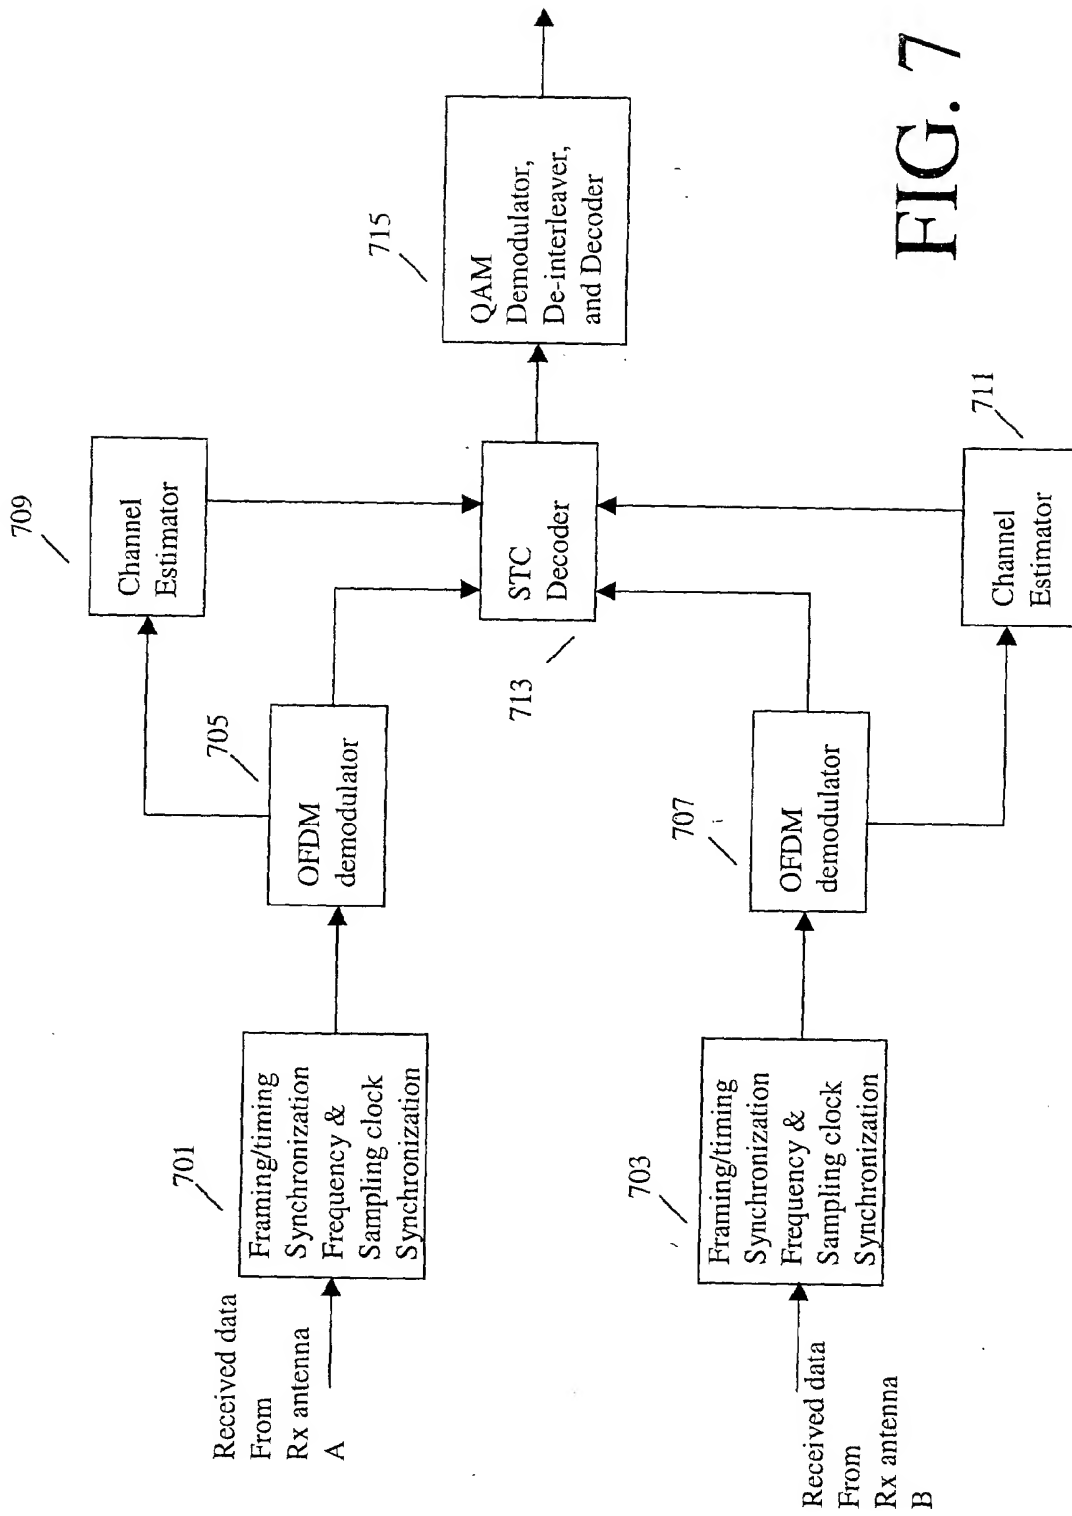 709
Channel
Estimator
705
OFDM
demodulator
701
Framing/timing
Synchronization
Frequency &
Sampling clock
Synchronization
Received data
From
Rx antenna
A
715
QAM
Demodulator,
De-interleaver,
and Decoder
STC
Decoder
713
707
OFDM
demodulator
703
Framing/timing
Synchronization
Frequency &
Sampling clock
Synchronization
Received data
From
Rx antenna
B
711
Channel
Estimator
FIG. 7